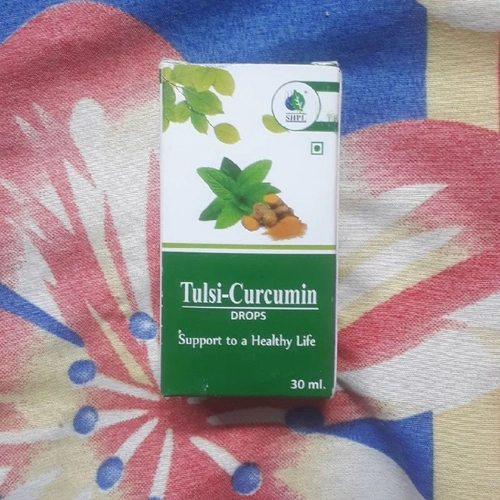 SHPL
Tulsi-Curcumin
DROPS
Support to a Healthy Life
30 ml.